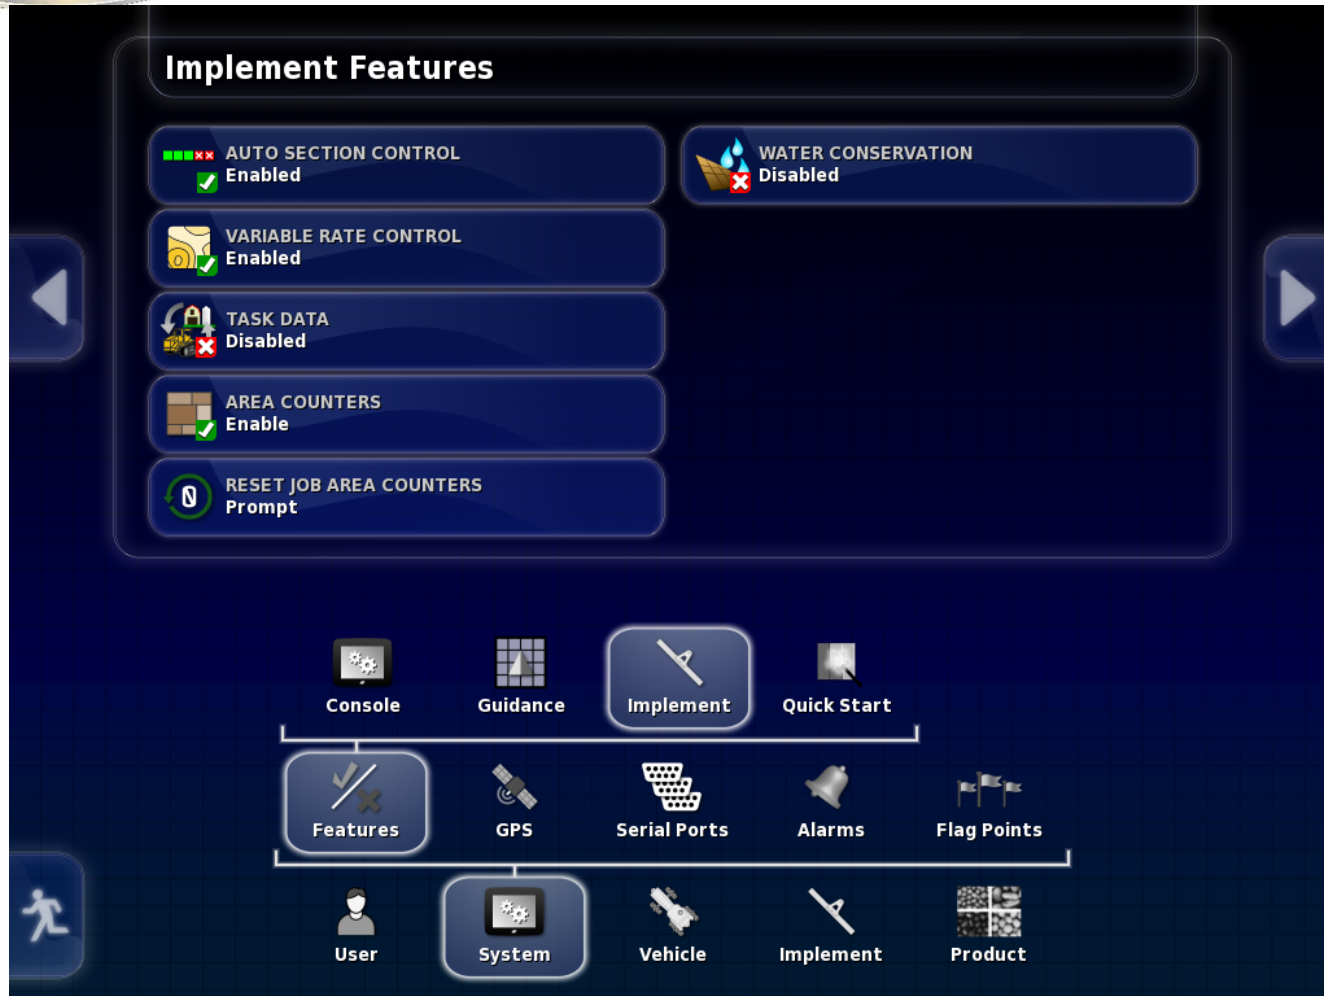 Implement Features
AUTO SECTION CONTROL
Enabled
WATER CONSERVATION
Disabled
VARIABLE RATE CONTROL
Enabled
TASK DATA
Disabled
AREA COUNTERS
Enable
0
RESET JOB AREA COUNTERS
Prompt
Console
Guidance
Implement
Quick Start
Features
GPS
Serial Ports
Alarms
Flag Points
User
System
Vehicle
Implement
Product